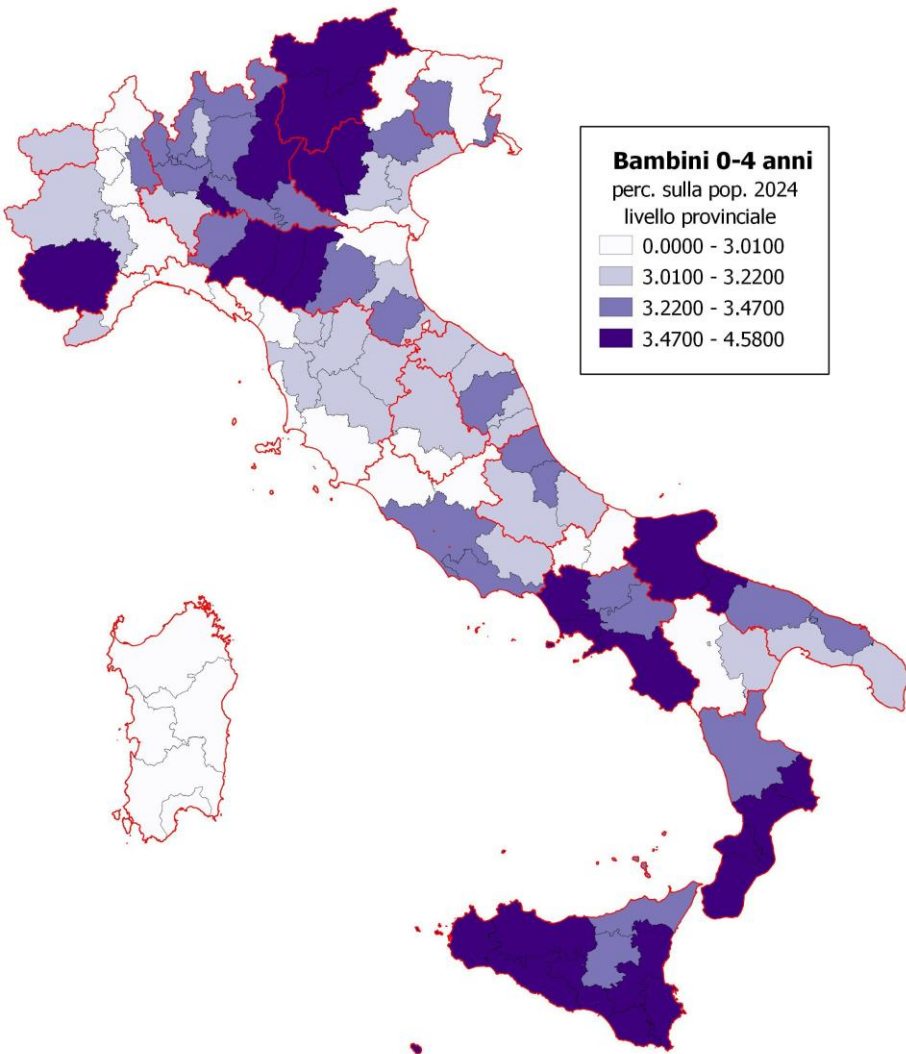 Bambini 0-4 anni
perc. sulla pop. 2024
livello provinciale
0.0000 - 3.0100
3.0100 - 3.2200
3.2200 - 3.4700
3.4700 - 4.5800